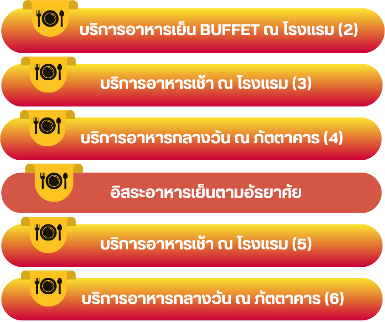 บริการอาหารเย็น BUFFET ณ โรงแรม (2)
บริการอาหารเช้า ณ โรงแรม (3)
บริการอาหารกลางวัน ณ ภัตตาคาร (4)
อิสระอาหารเย็นตามอัธยาศัย
บริการอาหารเช้า ณ โรงแรม (5)
บริการอาหารกลางวัน ณ ภัตตาคาร (6)